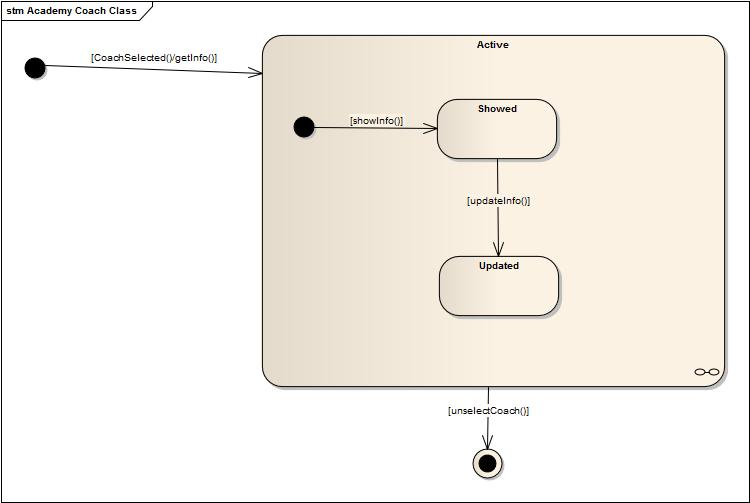 stm Academy Coach Class
Active
[CoachSelected()/getInfo()]
Showed
[showInfo()]
[updateInfo()]
Updated
[unselectCoach()]